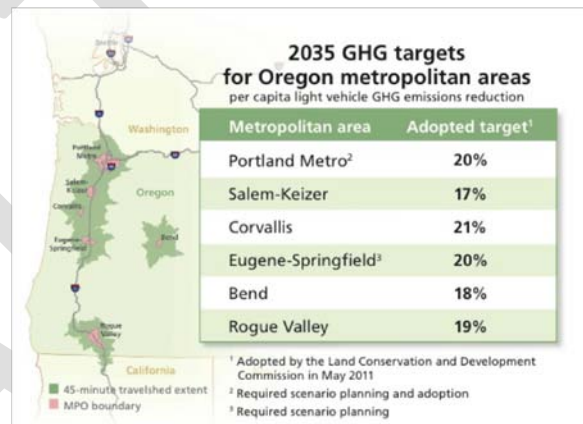 2035 GHG targets
for Oregon metropolitan areas
per capita light vehicle GHG emissions reduction
Metropolitan area Adopted target¹
Portland Metro² 20%
Salem-Keizer 17%
Corvallis 21%
Eugene-Springfield³ 20%
Bend 18%
Rogue Valley 19%
¹ Adopted by the Land Conservation and Development
Commission in May 2011
² Required scenario planning and adoption
³ Required scenario planning
Seattle
Washington
Portland
Metro
Salem-
Keizer
Oregon
Corvallis
Eugene-
Springfield
Bend
Rogue
Valley
California
45-minute travelshed extent
MPO boundary